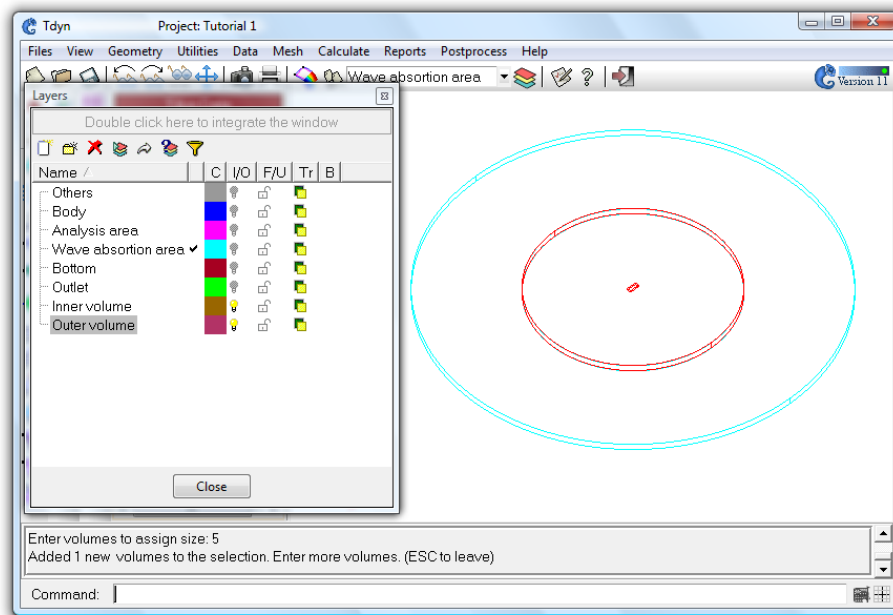 Tdyn Project: Tutorial 1
Files View Geometry Utilities Data Mesh Calculate Reports Postprocess Help
Wave absortion area
Version 11
Layers
Double click here to integrate the window
Name / C I/O F/U Tr B
Others
Body
Analysis area
Wave absortion area
Bottom
Outlet
Inner volume
Outer volume
Close
Enter volumes to assign size: 5
Added 1 new volumes to the selection. Enter more volumes. (ESC to leave)
Command: